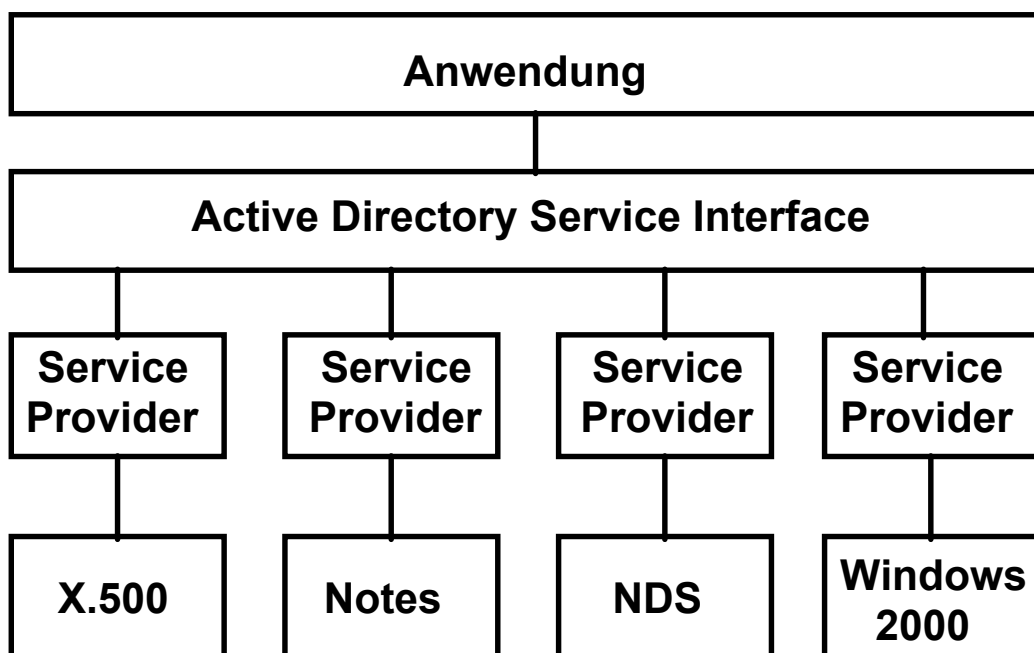 Anwendung
Active Directory Service Interface
Service
Provider
Service
Provider
Service
Provider
Service
Provider
X.500
Notes
NDS
Windows
2000